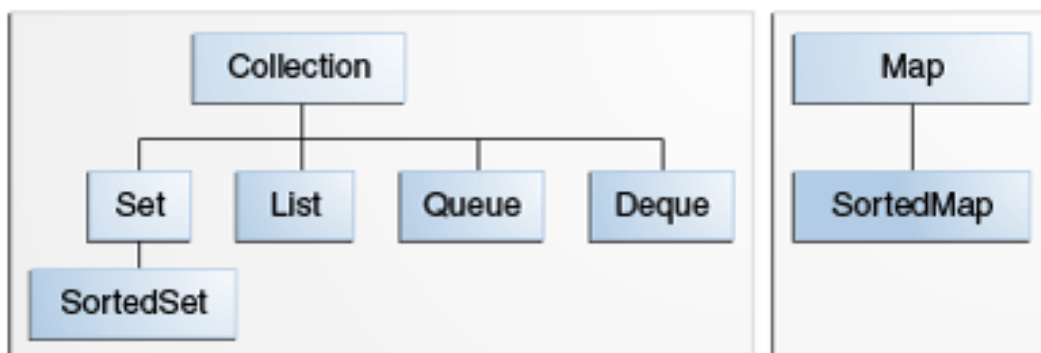 Collection
Map
Set
List
Queue
Deque
SortedMap
SortedSet